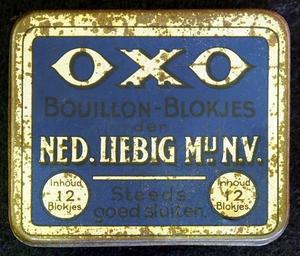 OXO
BOUILLON-BLOKJES
der
NED. LIEBIG MIJ N.V.
Inhoud
12
Blokjes
Steeds
goed sluiten.
Inhoud
12
Blokjes